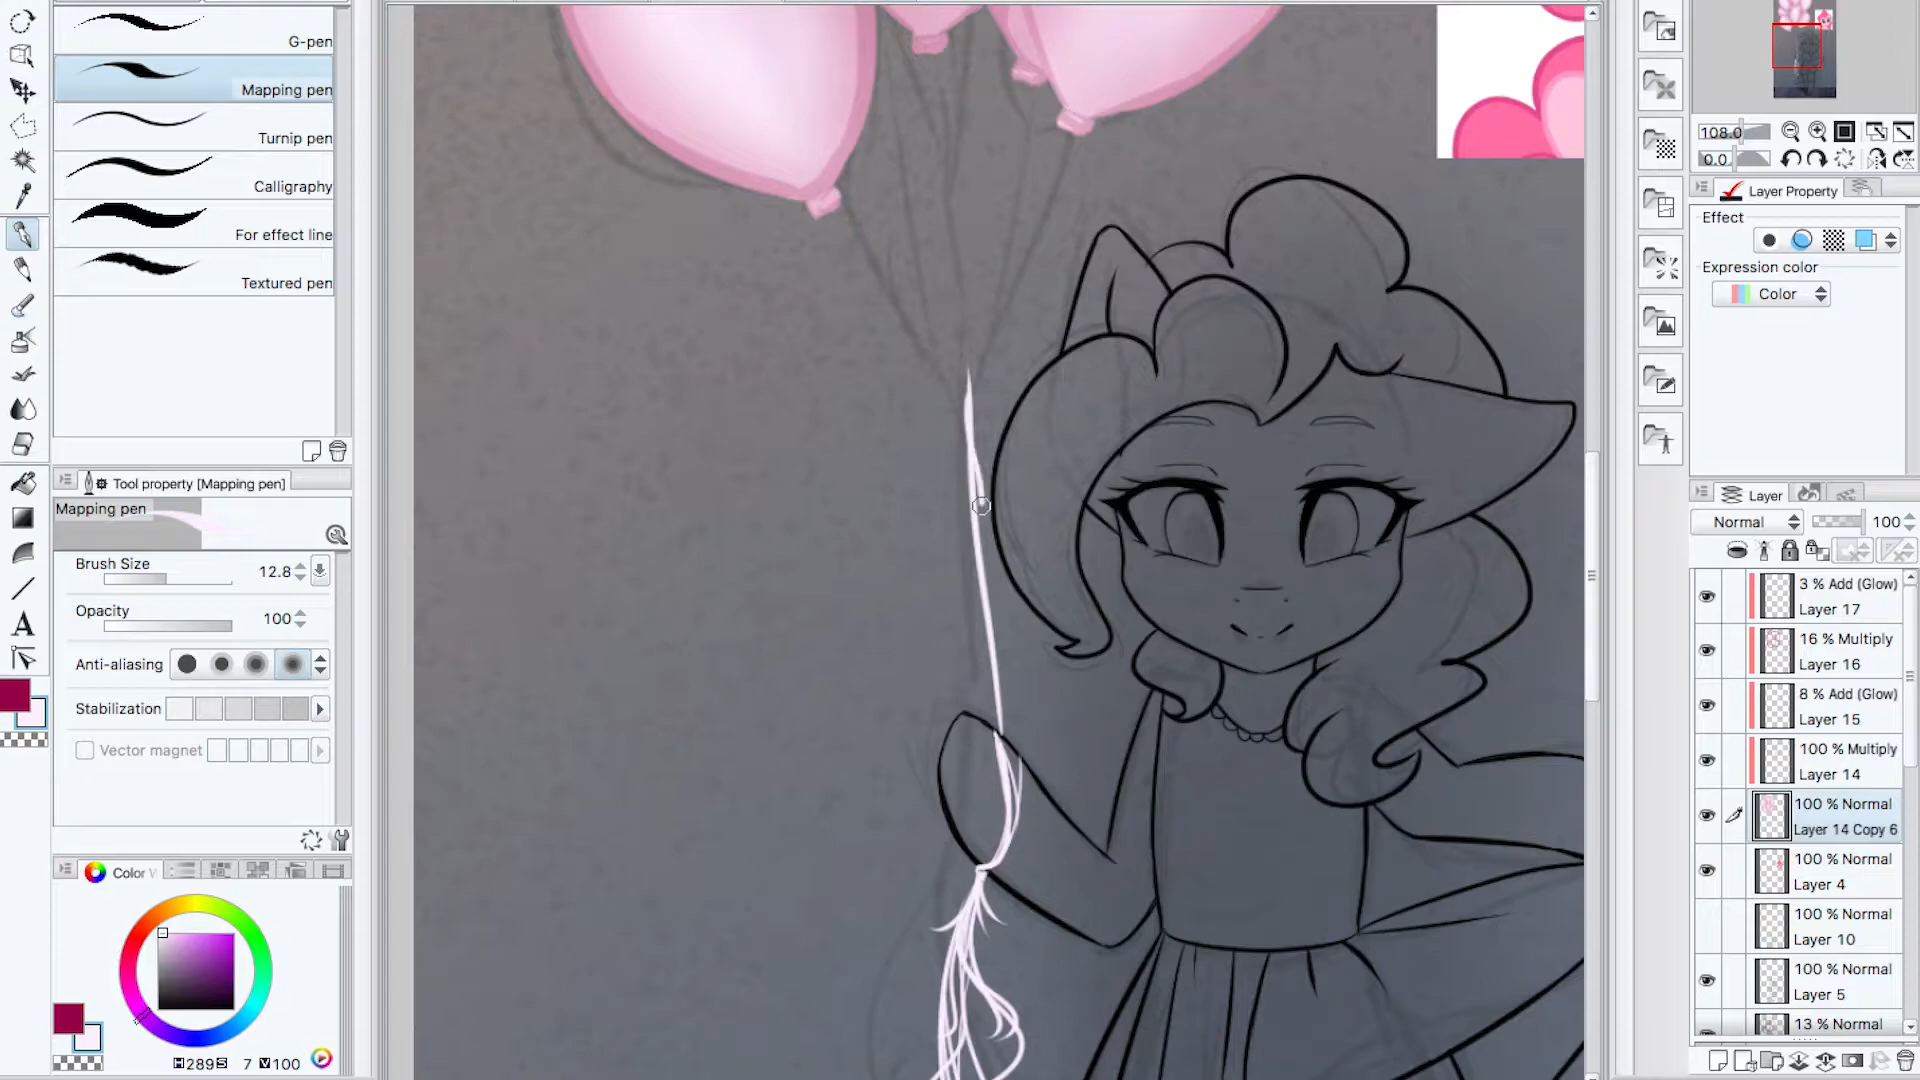 G-pen
Mapping pen
Turnip pen
Calligraphy
For effect line
Textured pen
Tool property [Mapping pen]
Mapping pen
Brush Size
12.8
Opacity
100
Anti-aliasing
Stabilization
Vector magnet
Color
H289S 7 V100
108.0
0.0
Layer Property
Effect
Expression color
Color
Layer
Normal
100
3 % Add (Glow)
Layer 17
16 % Multiply
Layer 16
8 % Add (Glow)
Layer 15
100 % Multiply
Layer 14
100 % Normal
Layer 14 Copy 6
100 % Normal
Layer 4
100 % Normal
Layer 10
100 % Normal
Layer 5
13 % Normal